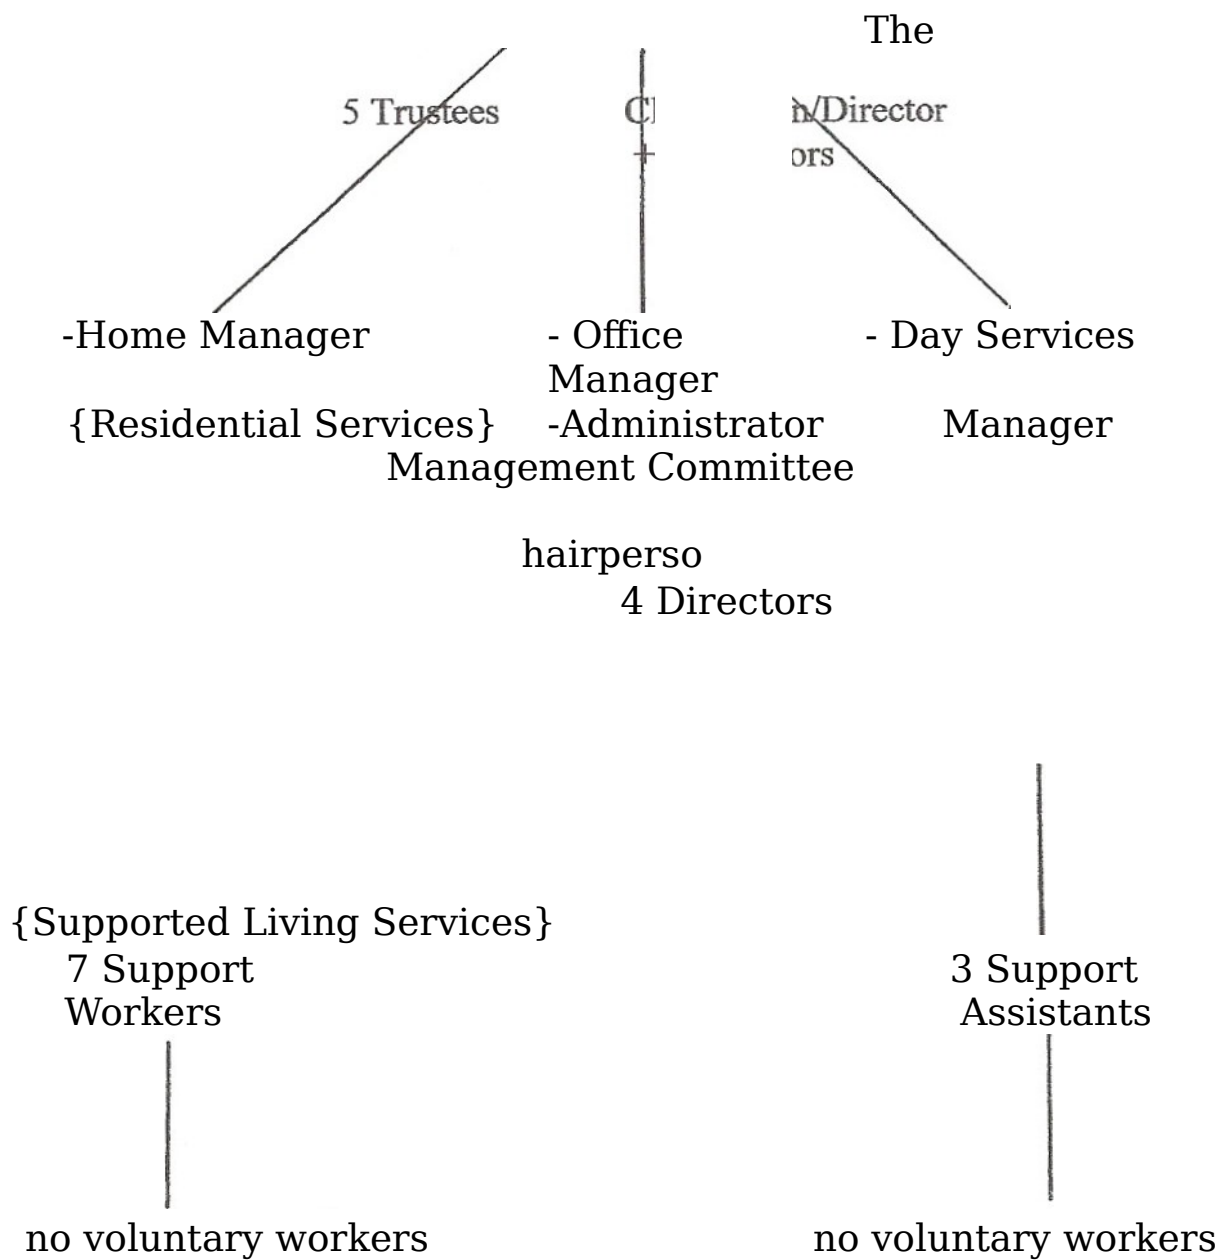 The
5 Trustees Cl n/Director
+ ors
-Home Manager - Office - Day Services
Manager
{Residential Services} -Administrator Manager
Management Committee
hairperso
4 Directors
{Supported Living Services}
7 Support 3 Support
Workers Assistants
no voluntary workers no voluntary workers